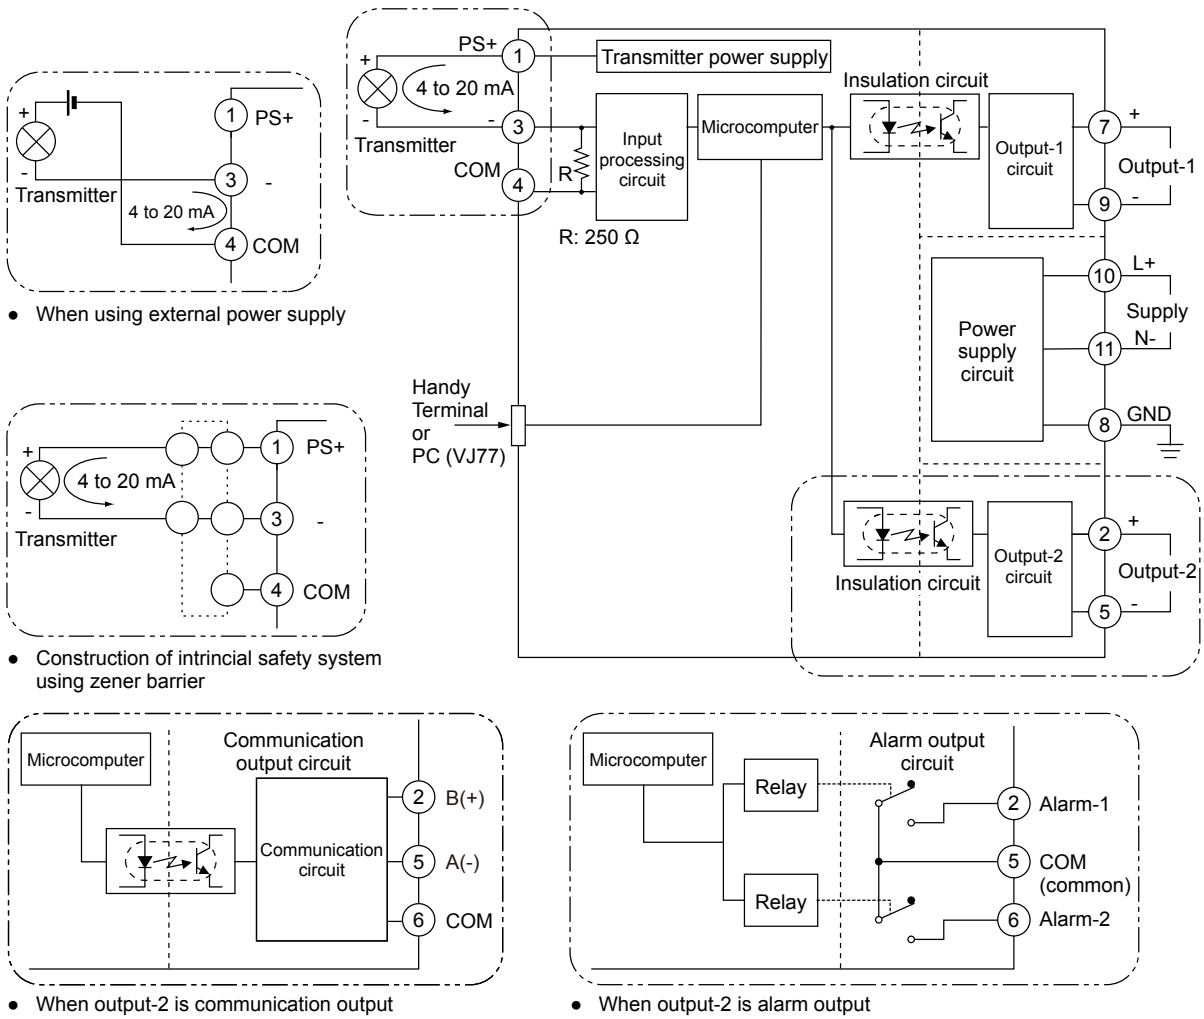 PS+
1
Transmitter power supply
+
4 to 20 mA
-
-
3
Transmitter
COM
4
R
R: 250 Ω
Input
processing
circuit
Microcomputer
Insulation circuit
Output-1
circuit
7
+
Output-1
9
-
10
L+
Supply
11
N-
Power
supply
circuit
8
GND
Handy
Terminal
or
PC (VJ77)
Insulation circuit
Output-2
circuit
2
+
Output-2
5
-
+
-
Transmitter
1
PS+
3
-
4 to 20 mA
4
COM
● When using external power supply
+
4 to 20 mA
-
Transmitter
1
PS+
3
-
4
COM
● Construction of intrincial safety system
using zener barrier
Microcomputer
Communication
output circuit
Communication
circuit
2
B(+)
5
A(-)
6
COM
● When output-2 is communication output
Microcomputer
Relay
Relay
Alarm output
circuit
2
Alarm-1
5
COM
(common)
6
Alarm-2
● When output-2 is alarm output